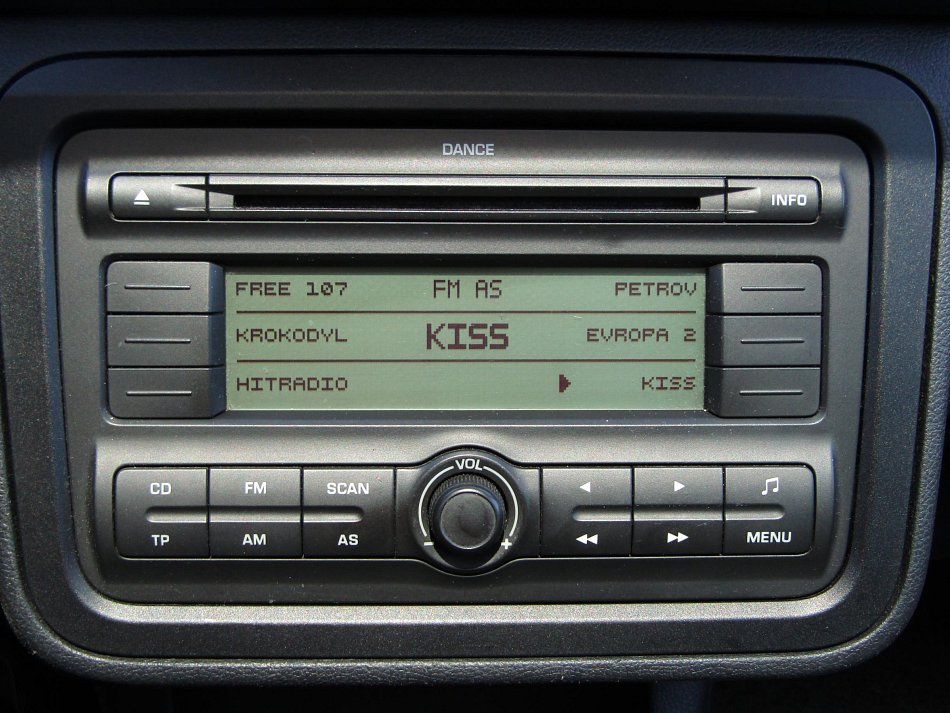 DANCE
INFO
FREE 107 FM AS PETROV
KROKODYL KISS EVROPA 2
HITRADIO KISS
VOL
CD FM SCAN
TP AM AS MENU
- +